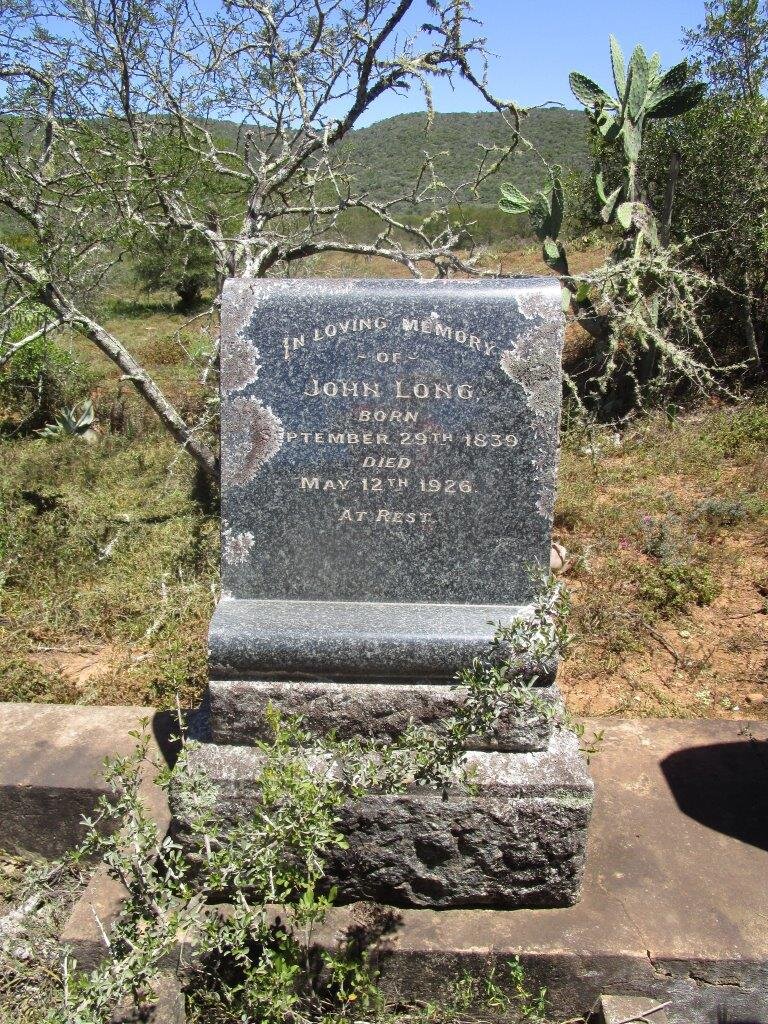 IN LOVING MEMORY
- OF -
JOHN LONG.
BORN
PTEMBER 29TH 1839
DIED
MAY 12TH 1926.
AT REST.